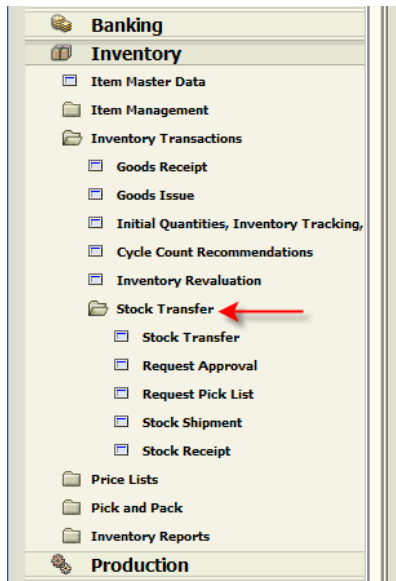 Banking
Inventory
Item Master Data
Item Management
Inventory Transactions
Goods Receipt
Goods Issue
Initial Quantities, Inventory Tracking,
Cycle Count Recommendations
Inventory Revaluation
Stock Transfer
Stock Transfer
Request Approval
Request Pick List
Stock Shipment
Stock Receipt
Price Lists
Pick and Pack
Inventory Reports
Production